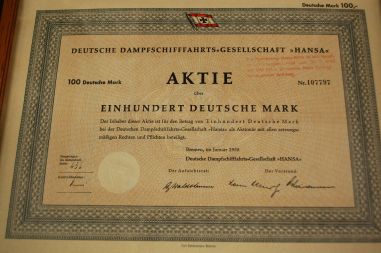 Deutsche Mark 100,-
DEUTSCHE DAMPFSCHIFFFAHRTS-GESELLSCHAFT »HANSA«
100 Deutsche Mark
AKTIE
Nr. 107797
über
EINHUNDERT DEUTSCHE MARK
Der Inhaber dieser Aktie ist für den Betrag von Einhundert Deutsche Mark
bei der Deutschen Dampfschifffahrts-Gesellschaft »Hansa« als Aktionär mit allen satzungs-
mäßigen Rechten und Pflichten beteiligt.
Bremen, im Januar
Deutsche Dampfschifffahrts-Gesellschaft »HANSA«
Der Aufsichtsrat:
Der Vorstand: